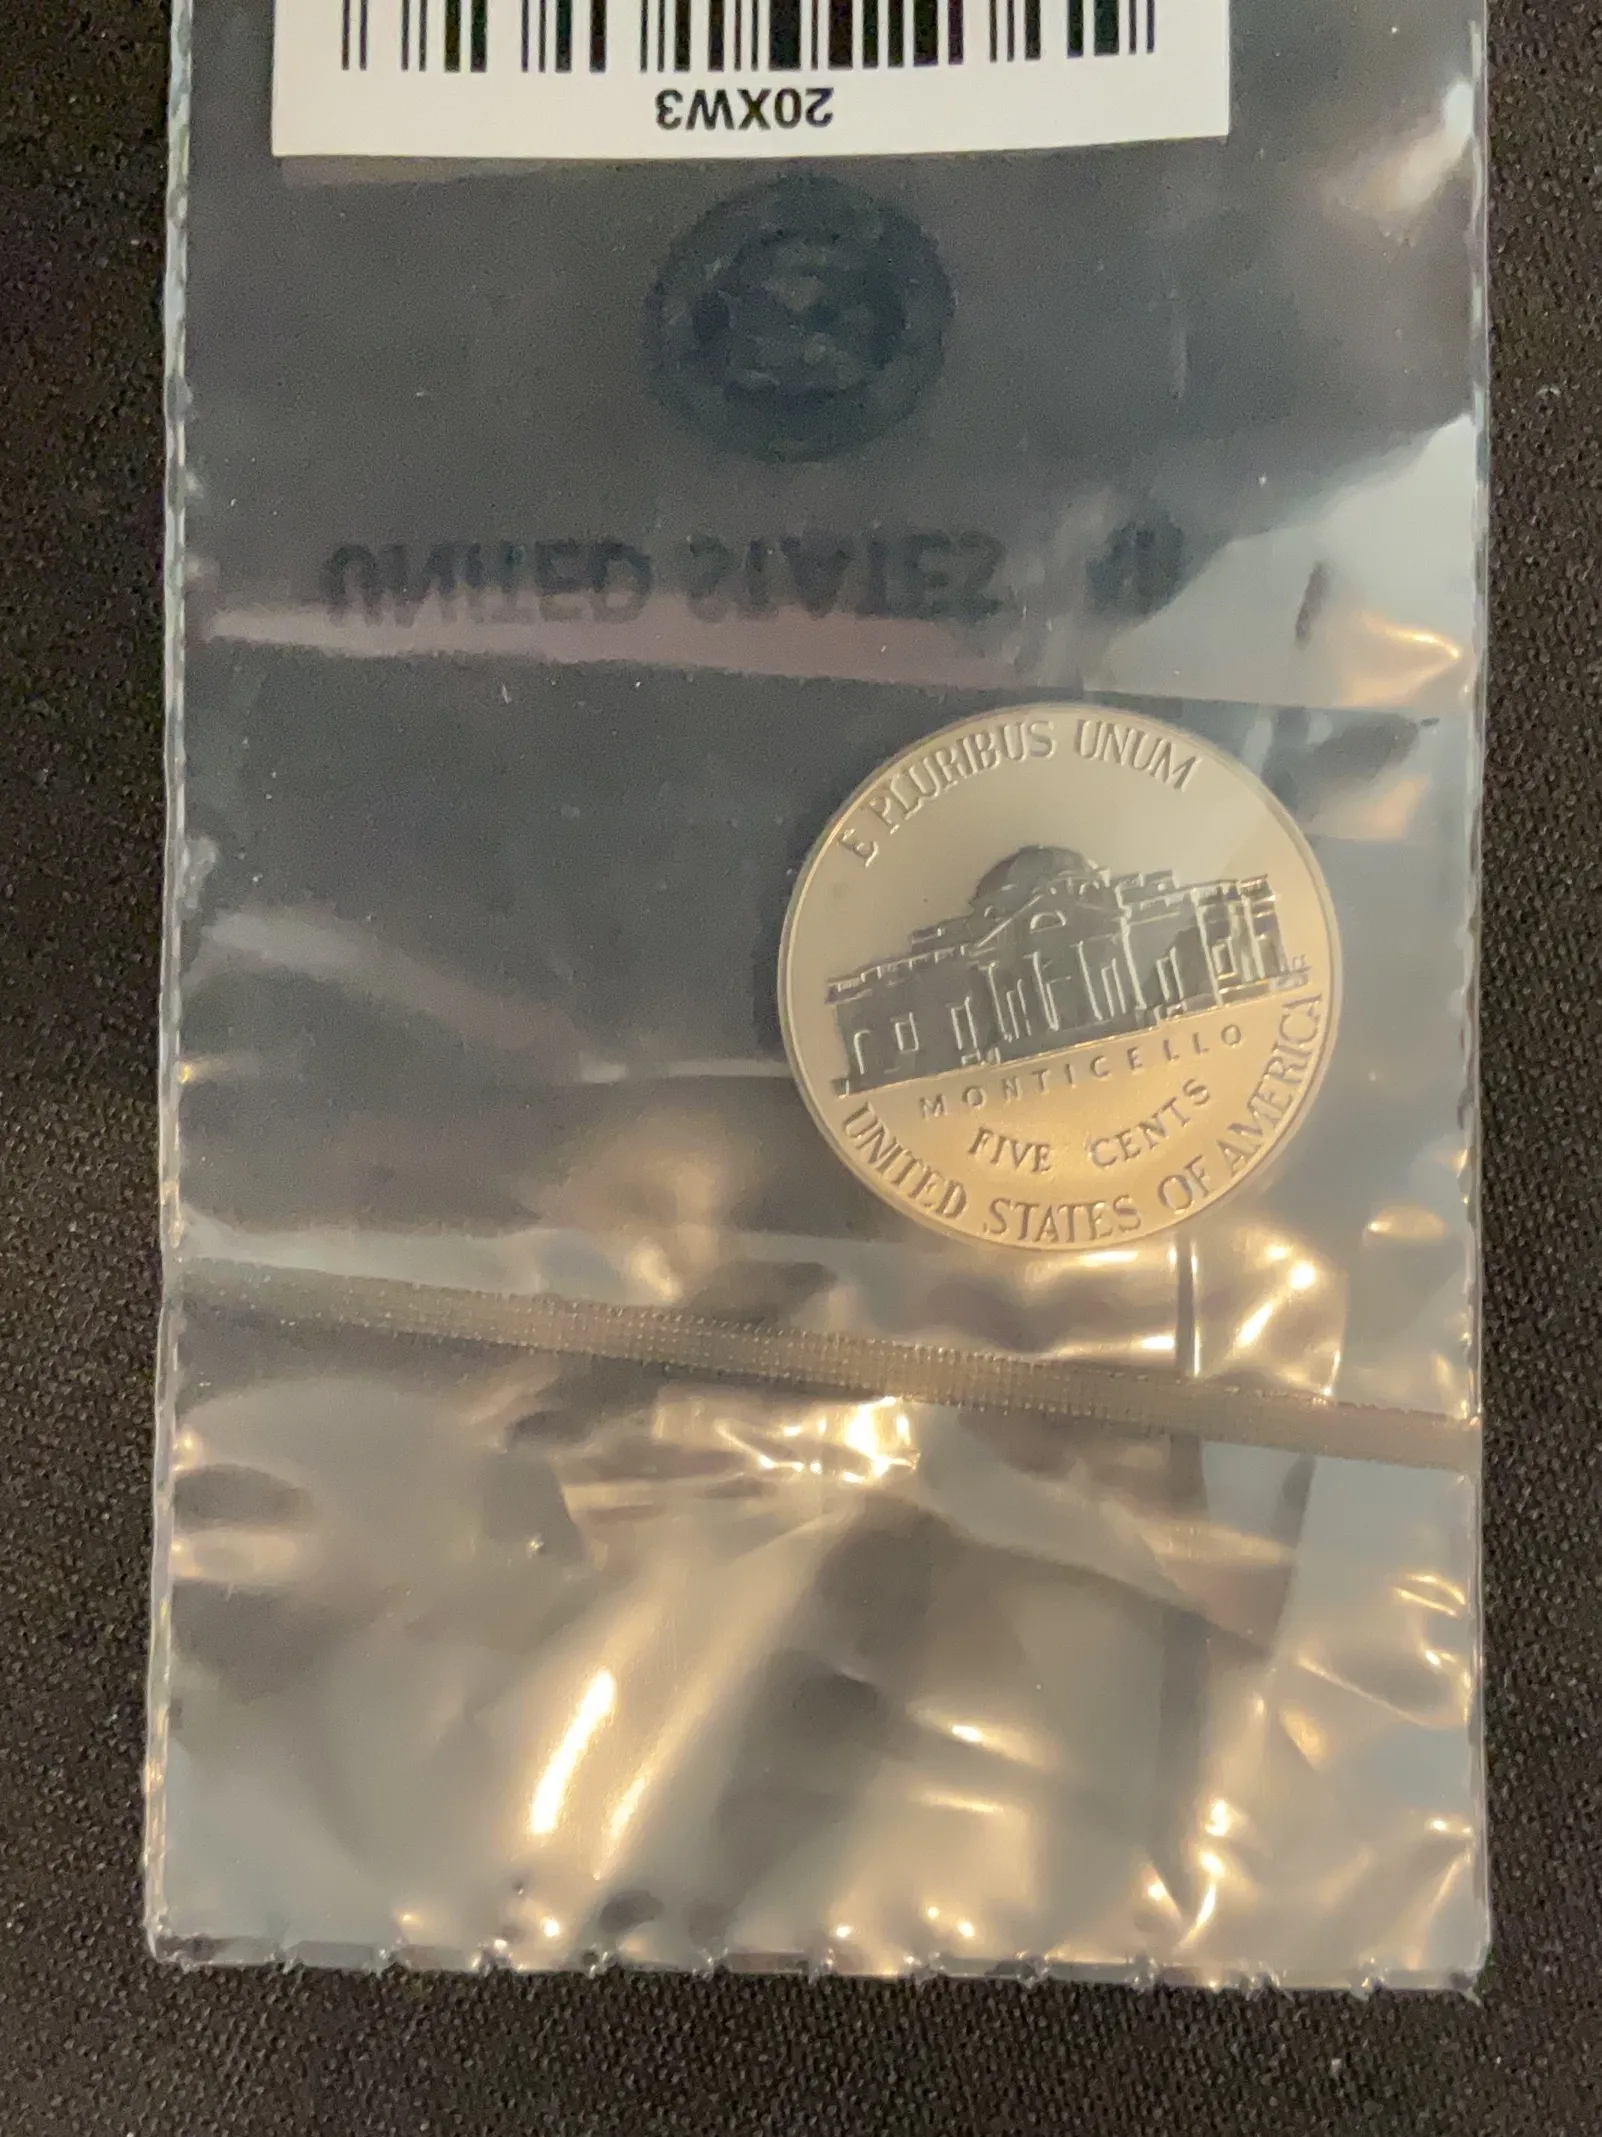 20XW3
UNITED STATES
E PLURIBUS UNUM
MONTICELLO
FIVE CENTS
UNITED STATES OF AMERICA